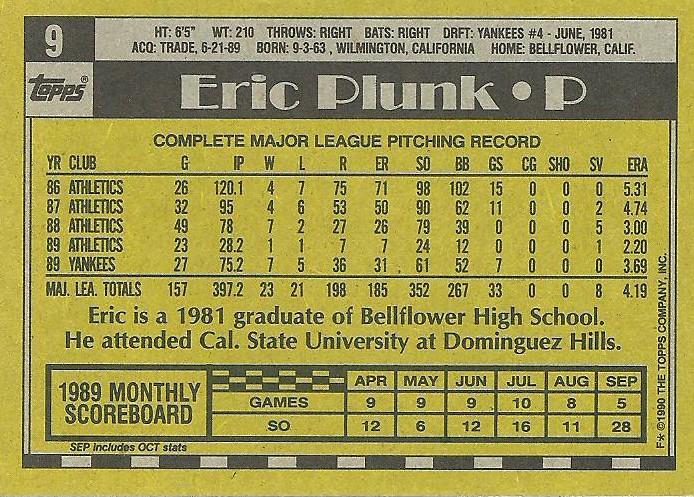 9
HT: 6'5" WT: 210 THROWS: RIGHT BATS: RIGHT DRFT: YANKEES #4 - JUNE, 1981
ACQ: TRADE, 6-21-89 BORN: 9-3-63 , WILMINGTON, CALIFORNIA HOME: BELLFLOWER, CALIF.
topps®
Eric Plunk • P
COMPLETE MAJOR LEAGUE PITCHING RECORD
YR CLUB G IP W L R ER SO BB GS CG SHO SV ERA
86 ATHLETICS 26 120.1 4 7 75 71 98 102 15 0 0 0 5.31
87 ATHLETICS 32 95 4 6 53 50 90 62 11 0 0 2 4.74
88 ATHLETICS 49 78 7 2 27 26 79 39 0 0 0 5 3.00
89 ATHLETICS 23 28.2 1 1 7 7 24 12 0 0 0 1 2.20
89 YANKEES 27 75.2 7 5 36 31 61 52 7 0 0 0 3.69
MAJ. LEA. TOTALS 157 397.2 23 21 198 185 352 267 33 0 0 8 4.19
Eric is a 1981 graduate of Bellflower High School.
He attended Cal. State University at Dominguez Hills.
1989 MONTHLY SCOREBOARD
APR MAY JUN JUL AUG SEP
GAMES 9 9 9 10 8 5
SO 12 6 12 16 11 28
SEP Includes OCT stats
F* © 1990 THE TOPPS COMPANY, INC.